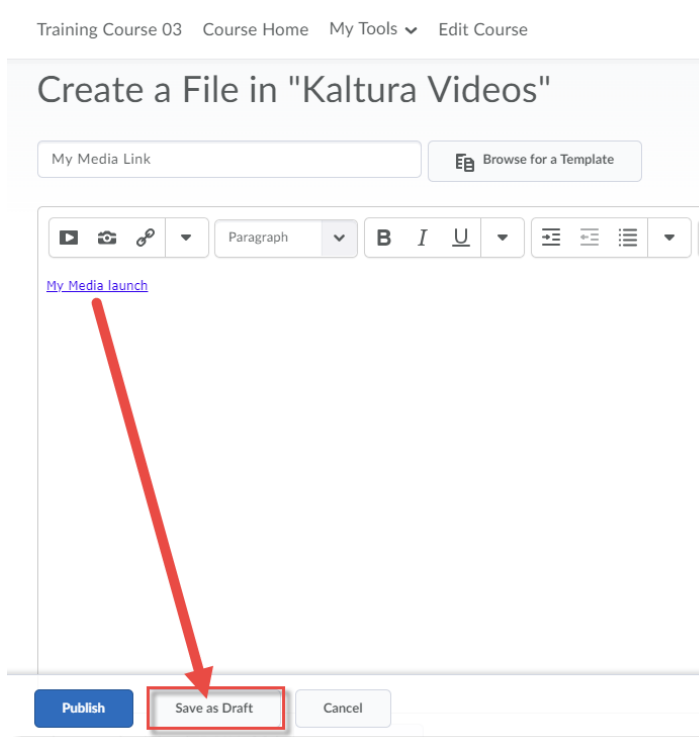 Training Course 03 Course Home My Tools Edit Course
Create a File in "Kaltura Videos"
My Media Link Browse for a Template
Paragraph B I U
My Media launch
Publish Save as Draft Cancel